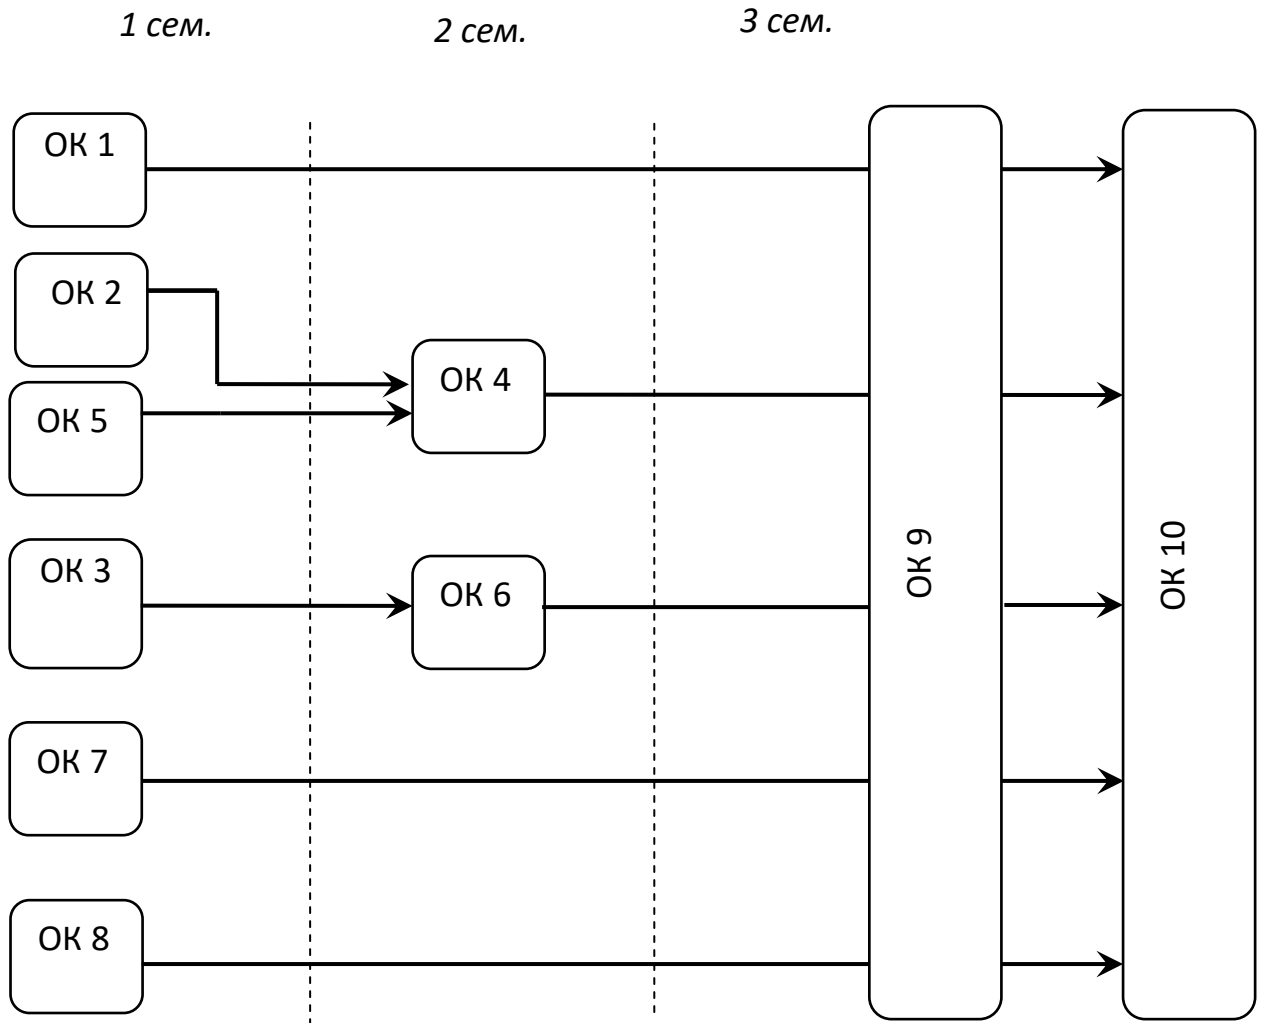 1 сем.
2 сем.
3 сем.
ОК 1
ОК 2
ОК 4
ОК 5
ОК 3
ОК 6
ОК 9
ОК 10
ОК 7
ОК 8